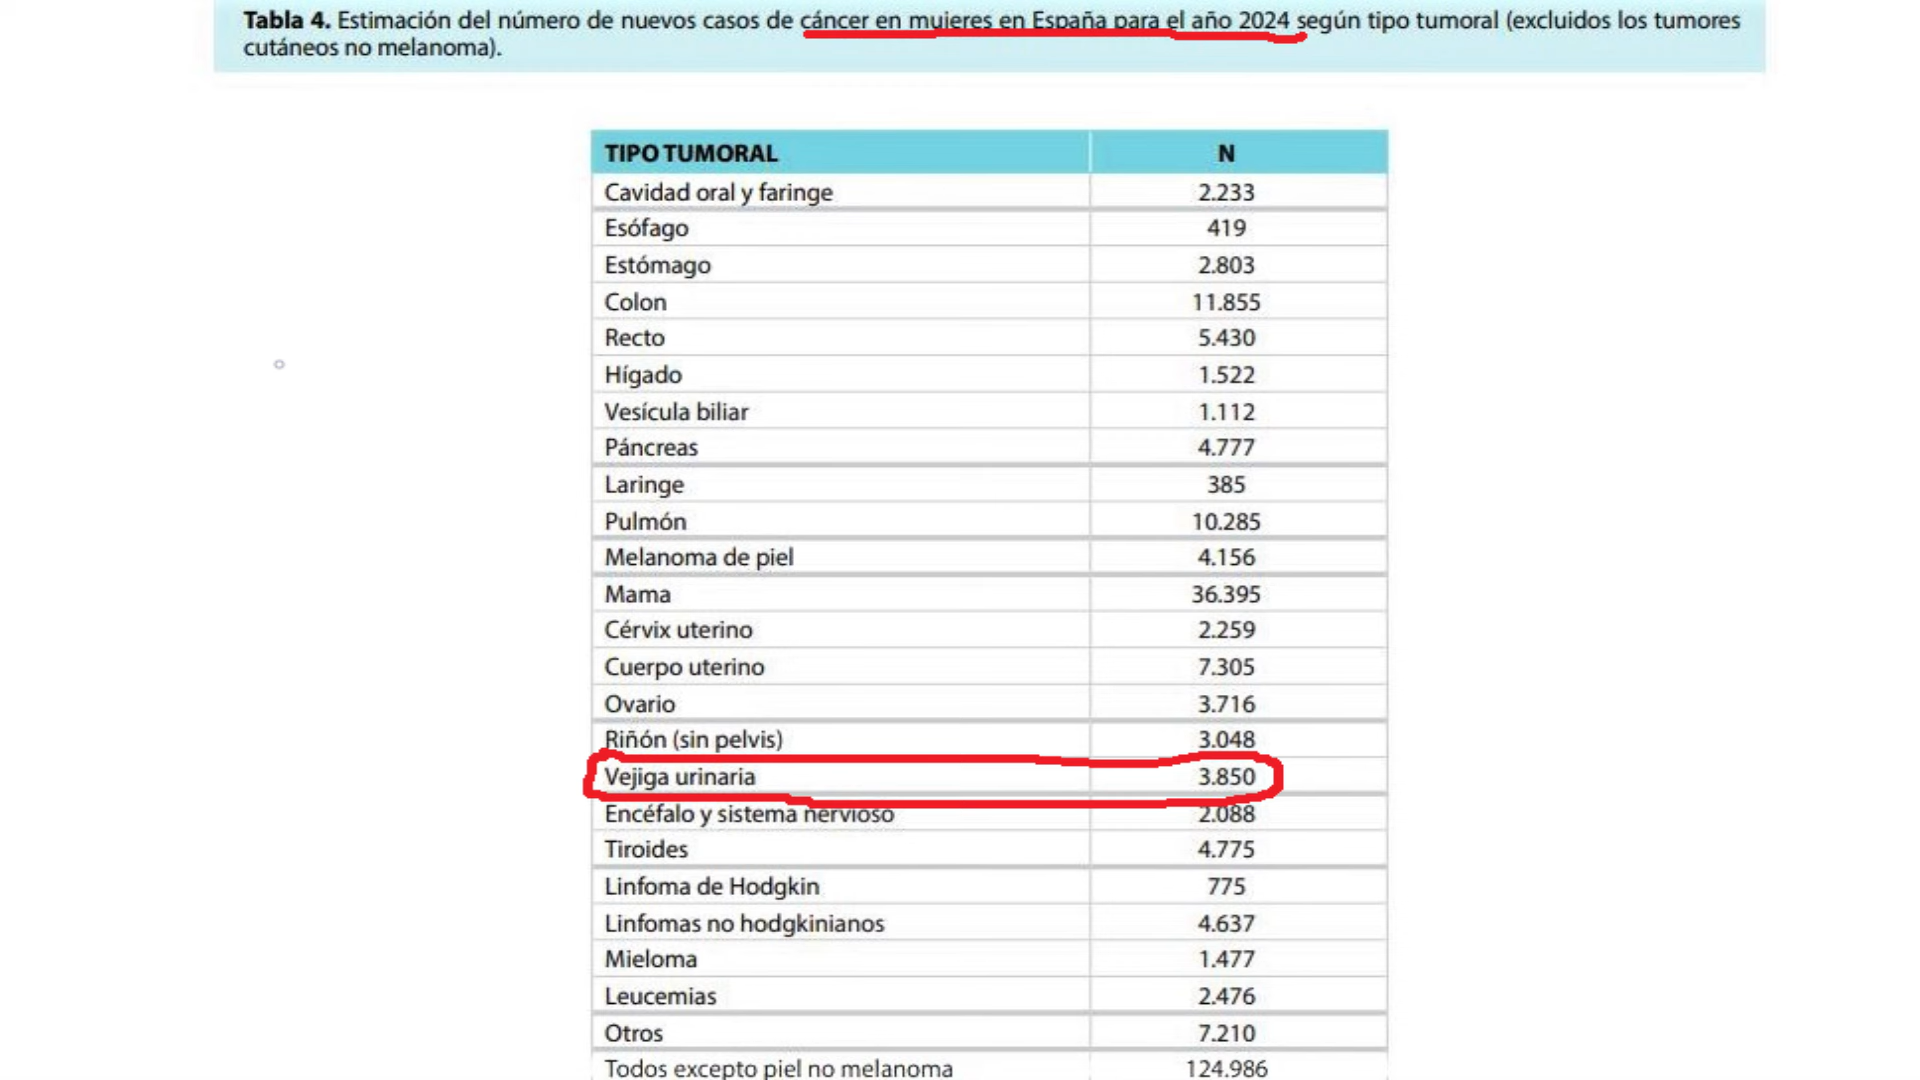 Tabla 4. Estimación del número de nuevos casos de cáncer en mujeres en España para el año 2024 según tipo tumoral (excluidos los tumores
cutáneos no melanoma).
TIPO TUMORAL N
Cavidad oral y faringe 2.233
Esófago 419
Estómago 2.803
Colon 11.855
Recto 5.430
Hígado 1.522
Vesícula biliar 1.112
Páncreas 4.777
Laringe 385
Pulmón 10.285
Melanoma de piel 4.156
Mama 36.395
Cérvix uterino 2.259
Cuerpo uterino 7.305
Ovario 3.716
Riñón (sin pelvis) 3.048
Vejiga urinaria 3.850
Encéfalo y sistema nervioso 2.088
Tiroides 4.775
Linfoma de Hodgkin 775
Linfomas no hodgkinianos 4.637
Mieloma 1.477
Leucemias 2.476
Otros 7.210
Todos excepto piel no melanoma 124.986